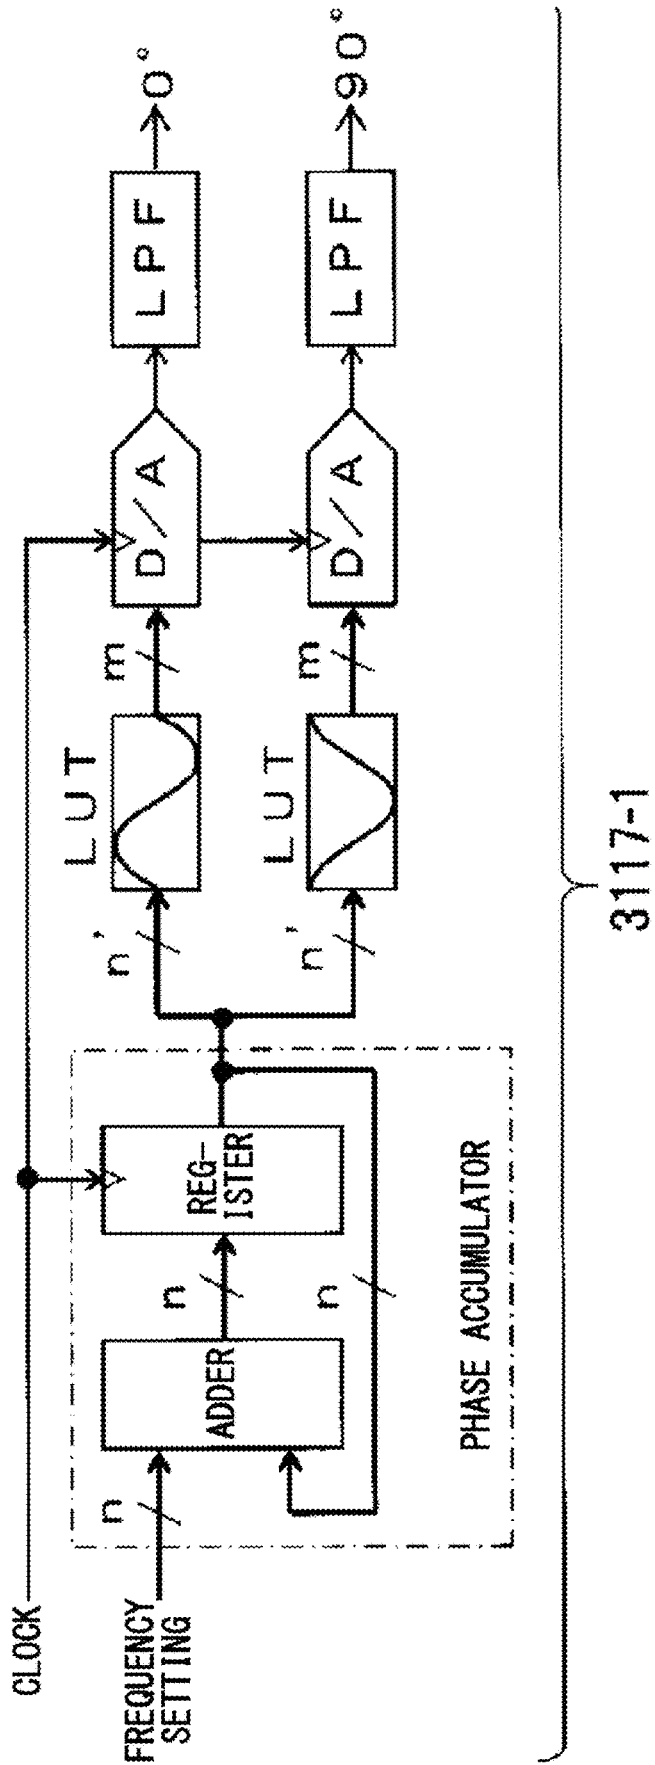 CLOCK
FREQUENCY
SETTING
n
ADDER
n
n
REG-
ISTER
PHASE ACCUMULATOR
n'
n'
LUT
LUT
m
m
D/A
D/A
LPF
LPF
0°
90°
3117-1